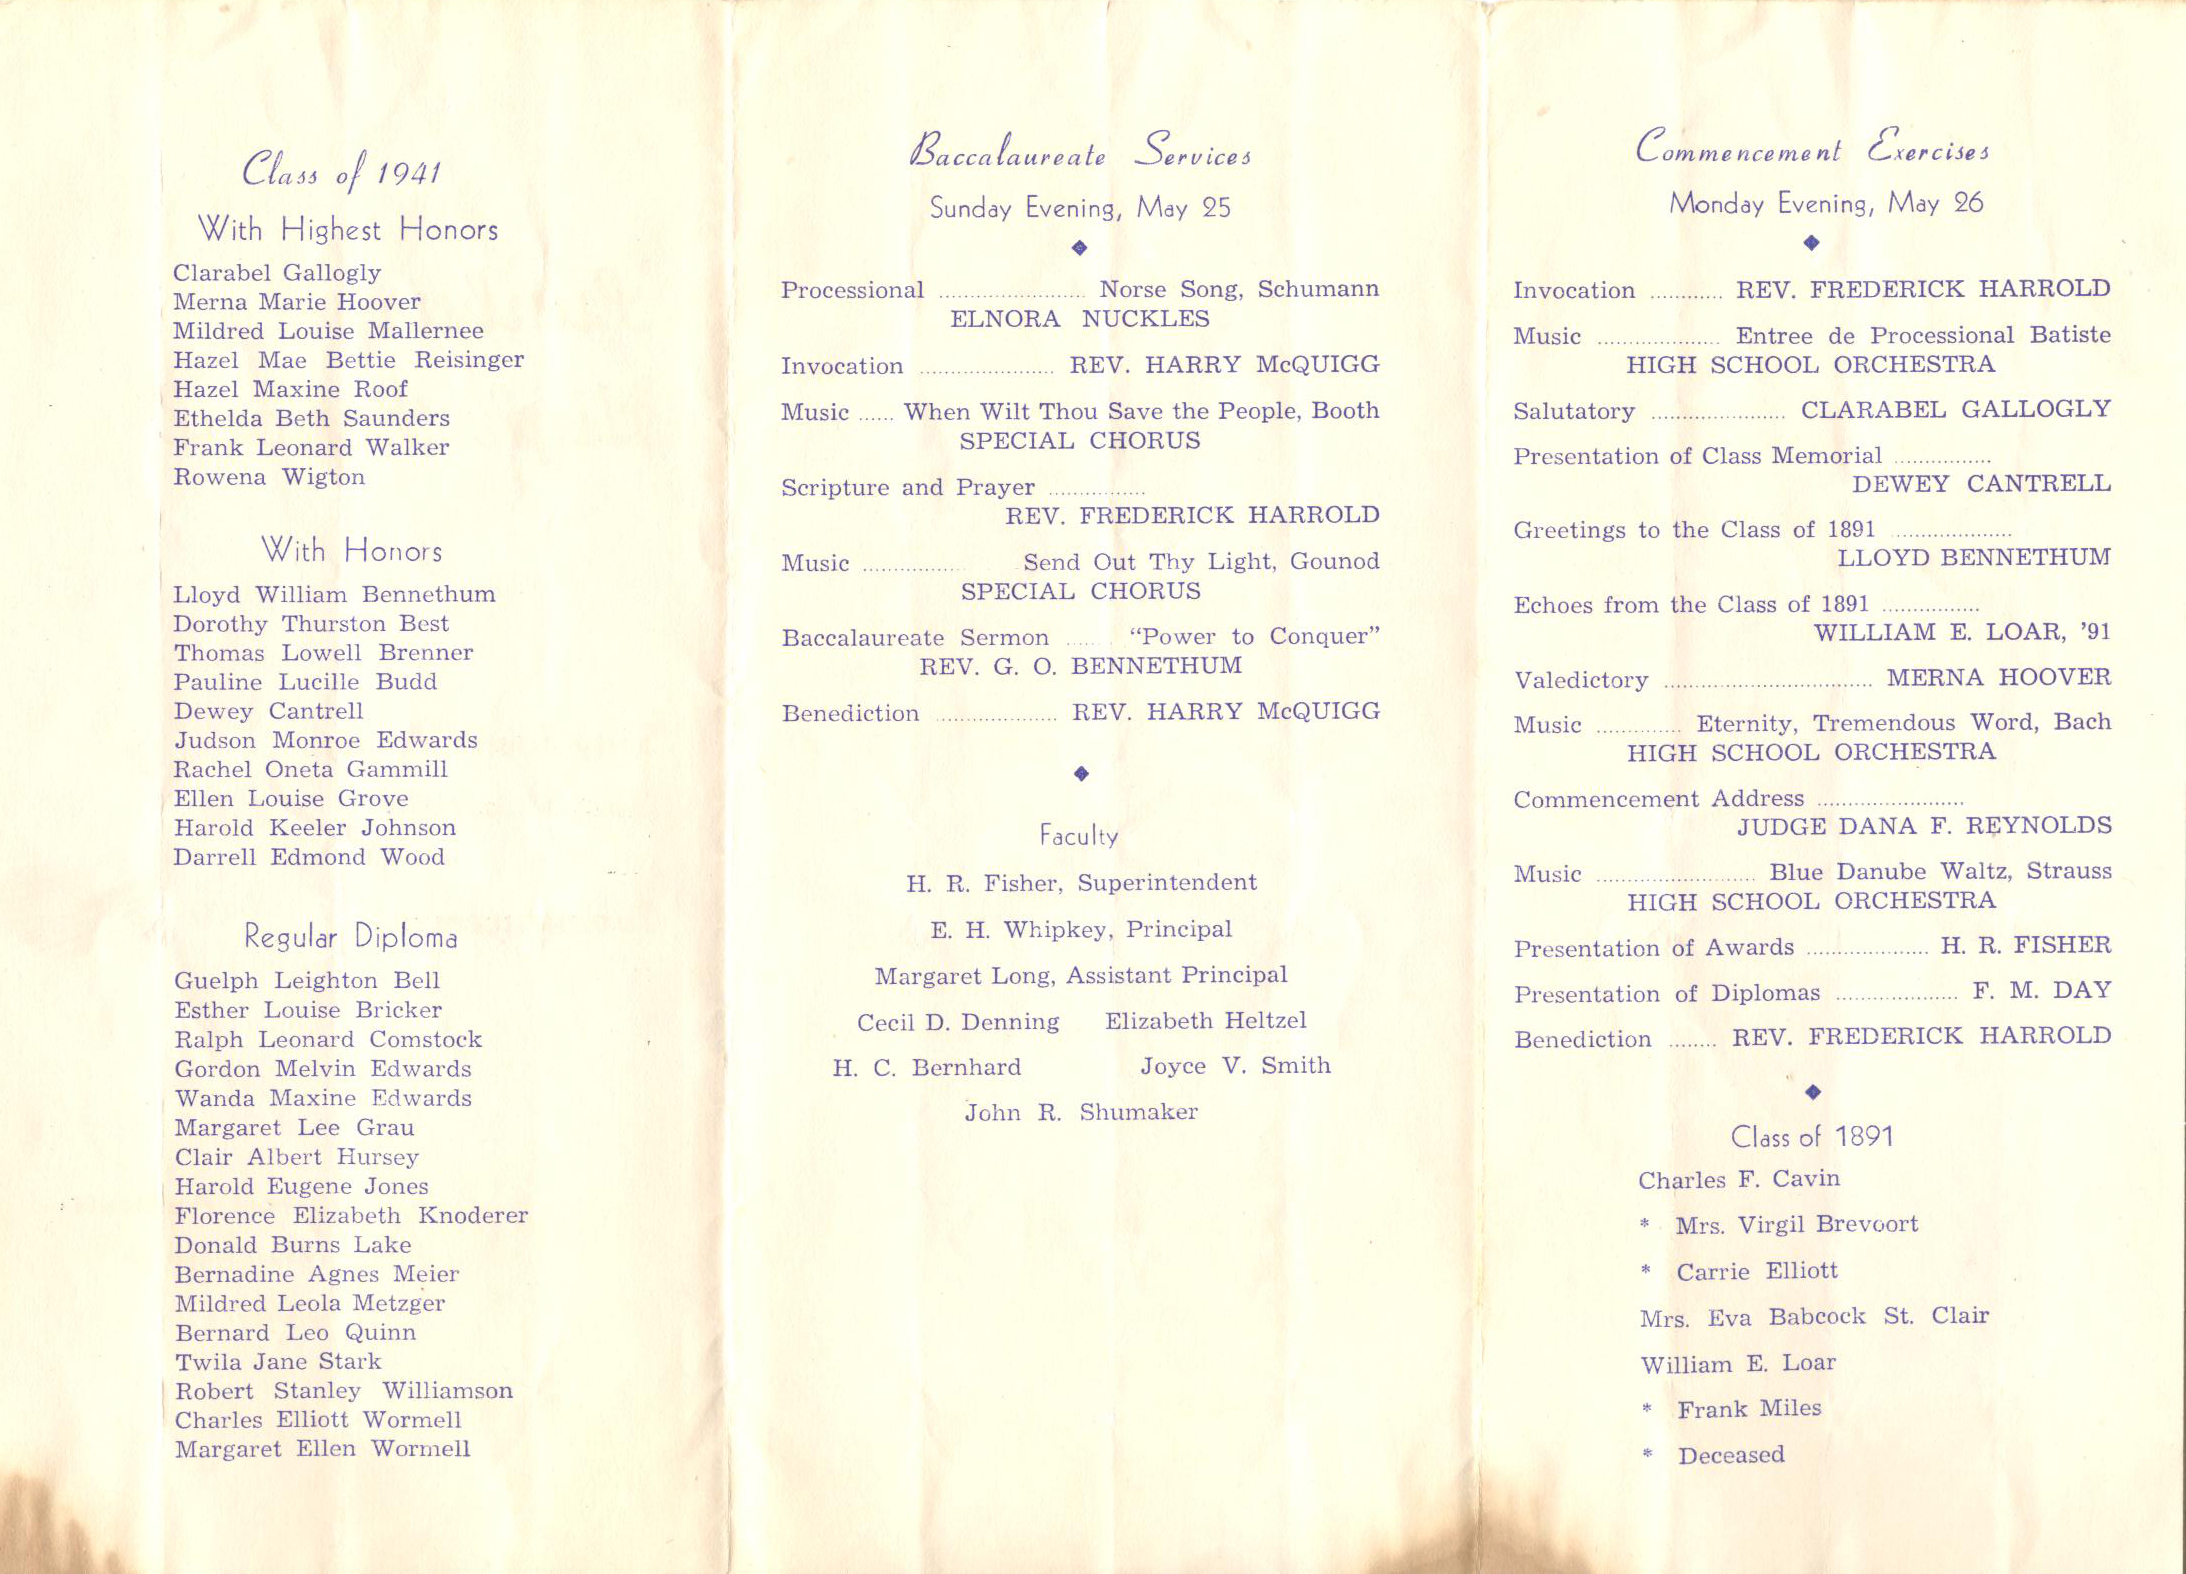 Class of 1941
With Highest Honors
Clarabel Gallogly
Merna Marie Hoover
Mildred Louise Mallernee
Hazel Mae Bettie Reisinger
Hazel Maxine Roof
Ethelda Beth Saunders
Frank Leonard Walker
Rowena Wigton
With Honors
Lloyd William Bennethum
Dorothy Thurston Best
Thomas Lowell Brenner
Pauline Lucille Budd
Dewey Cantrell
Judson Monroe Edwards
Rachel Oneta Gammill
Ellen Louise Grove
Harold Keeler Johnson
Darrell Edmond Wood
Regular Diploma
Guelph Leighton Bell
Esther Louise Bricker
Ralph Leonard Comstock
Gordon Melvin Edwards
Wanda Maxine Edwards
Margaret Lee Grau
Clair Albert Hursey
Harold Eugene Jones
Florence Elizabeth Knoderer
Donald Burns Lake
Bernadine Agnes Meier
Mildred Leola Metzger
Bernard Leo Quinn
Twila Jane Stark
Robert Stanley Williamson
Charles Elliott Wormell
Margaret Ellen Wormell
Baccalaureate Services
Sunday Evening, May 25
Processional ........................ Norse Song, Schumann
ELNORA NUCKLES
Invocation ...................... REV. HARRY McQUIGG
Music ...... When Wilt Thou Save the People, Booth
SPECIAL CHORUS
Scripture and Prayer ................
REV. FREDERICK HARROLD
Music ................ Send Out Thy Light, Gounod
SPECIAL CHORUS
Baccalaureate Sermon ........ “Power to Conquer”
REV. G. O. BENNETHUM
Benediction .................... REV. HARRY McQUIGG
Faculty
H. R. Fisher, Superintendent
E. H. Whipkey, Principal
Margaret Long, Assistant Principal
Cecil D. Denning Elizabeth Heltzel
H. C. Bernhard Joyce V. Smith
John R. Shumaker
Commencement Exercises
Monday Evening, May 26
Invocation ............ REV. FREDERICK HARROLD
Music .................... Entree de Processional Batiste
HIGH SCHOOL ORCHESTRA
Salutatory ...................... CLARABEL GALLOGLY
Presentation of Class Memorial ................
DEWEY CANTRELL
Greetings to the Class of 1891 ....................
LLOYD BENNETHUM
Echoes from the Class of 1891 ................
WILLIAM E. LOAR, ’91
Valedictory .................................. MERNA HOOVER
Music .............. Eternity, Tremendous Word, Bach
HIGH SCHOOL ORCHESTRA
Commencement Address ........................
JUDGE DANA F. REYNOLDS
Music .......................... Blue Danube Waltz, Strauss
HIGH SCHOOL ORCHESTRA
Presentation of Awards .................... H. R. FISHER
Presentation of Diplomas .................... F. M. DAY
Benediction ........ REV. FREDERICK HARROLD
Class of 1891
Charles F. Cavin
* Mrs. Virgil Brevoort
* Carrie Elliott
Mrs. Eva Babcock St. Clair
William E. Loar
* Frank Miles
* Deceased